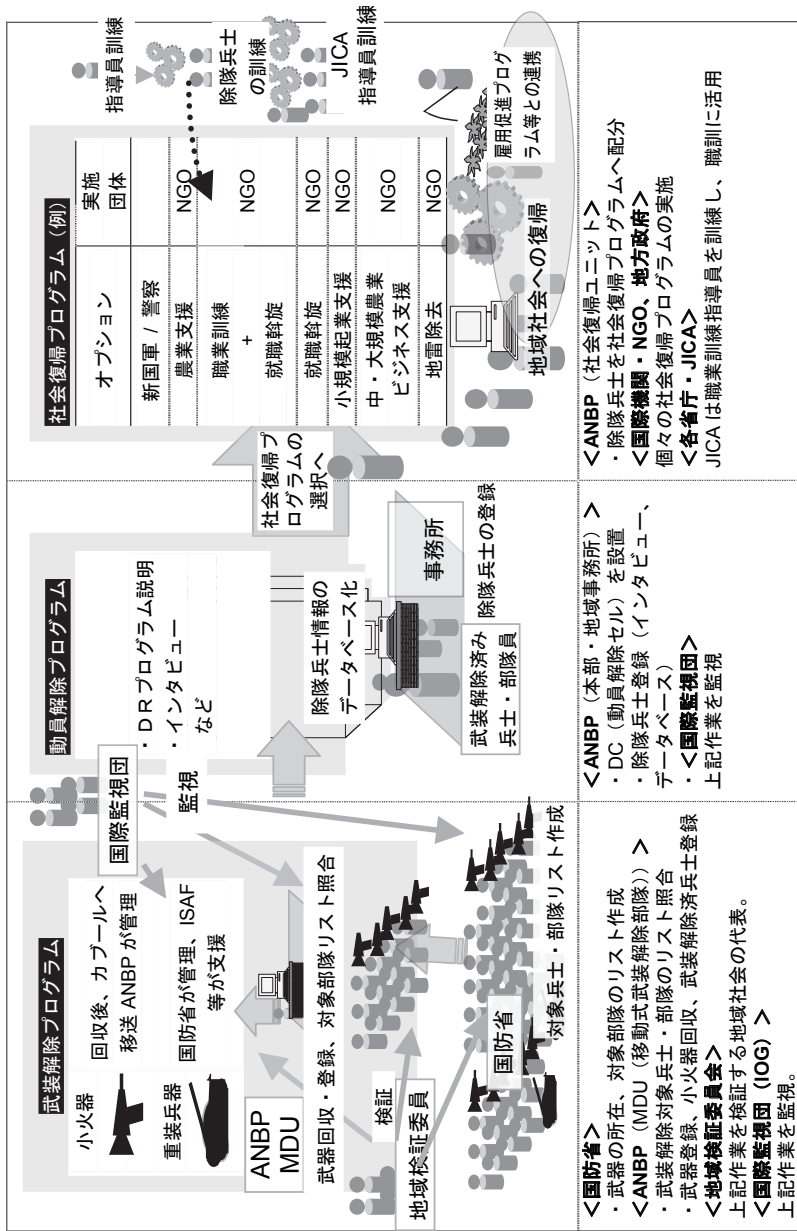 武装解除プログラム
小火器
回収後、カブールへ
移送 ANBP が管理
重装兵器
国防省が管理、ISAF
等が支援
ANBP
MDU
武器回収・登録、対象部隊リスト照合
検証
地域検証委員
国防省
対象兵士・部隊リスト作成
国際監視団
監視
<国防省>
・武器の所在、対象部隊のリスト作成
<ANBP(MDU(移動式武装解除部隊))>
・武装解除対象兵士・部隊のリスト照合
・武器登録、小火器回収、武装解除済兵士登録
<地域検証委員会>
上記作業を検証する地域社会の代表。
<国際監視団(IOG)>
上記作業を監視。
動員解除プログラム
・DRプログラム説明
・インタビュー
など
除隊兵士情報の
データベース化
武装解除済み
兵士・部隊員
事務所
除隊兵士の登録
社会復帰プ
ログラムの
選択へ
<ANBP(本部・地域事務所)>
・DC(動員解除セル)を設置
・除隊兵士登録(インタビュー、
データベース)
・<国際監視団>
上記作業を監視
社会復帰プログラム(例)
オプション 実施
団体
新国軍 / 警察
農業支援 NGO
職業訓練
+
就職斡旋 NGO
就職斡旋 NGO
小規模起業支援 NGO
中・大規模農業
ビジネス支援 NGO
地雷除去 NGO
指導員訓練
除隊兵士
の訓練
JICA
指導員訓練
雇用促進プログ
ラム等との連携
地域社会への復帰
<ANBP(社会復帰ユニット>
・除隊兵士を社会復帰プログラムへ配分
<国際機関・NGO、地方政府>
個々の社会復帰プログラムの実施
<各省庁・JICA>
JICA は職業訓練指導員を訓練し、職訓に活用